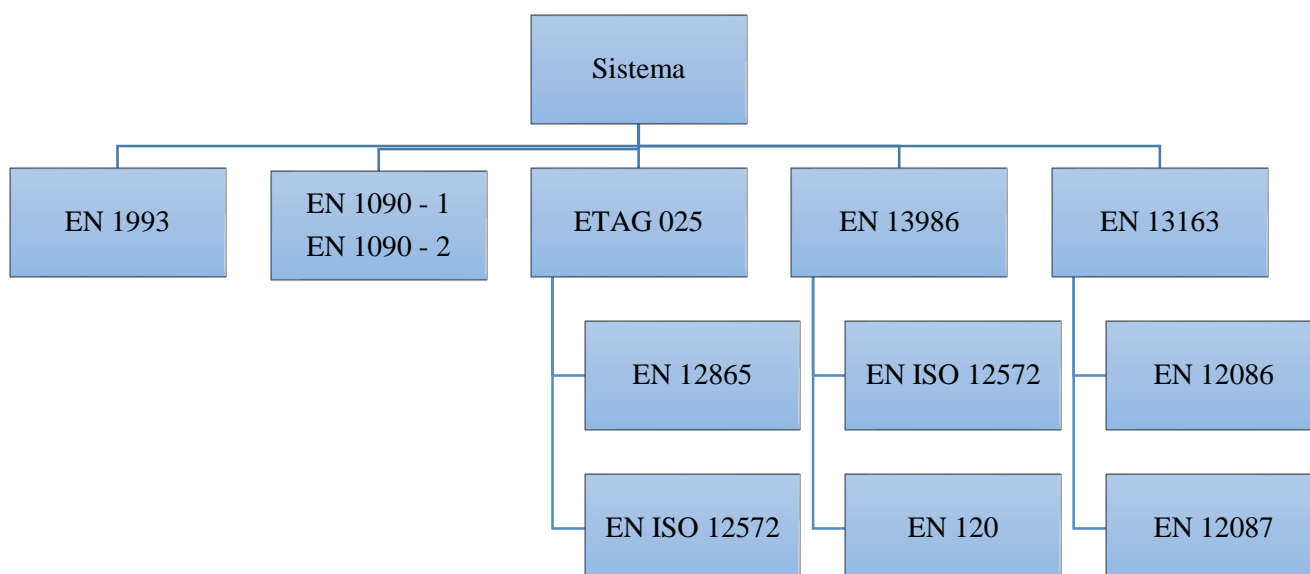 Sistema
EN 1993
EN 1090 - 1
EN 1090 - 2
ETAG 025
EN 13986
EN 13163
EN 12865
EN ISO 12572
EN 12086
EN ISO 12572
EN 120
EN 12087